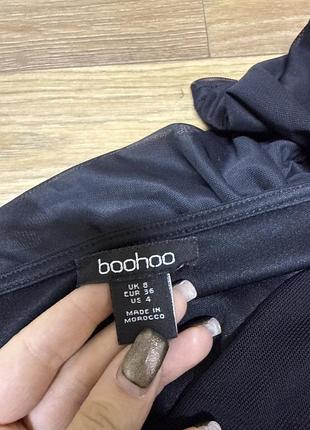 boohoo
UK 8
EUR 36
US 4
MADE IN
MOROCCO